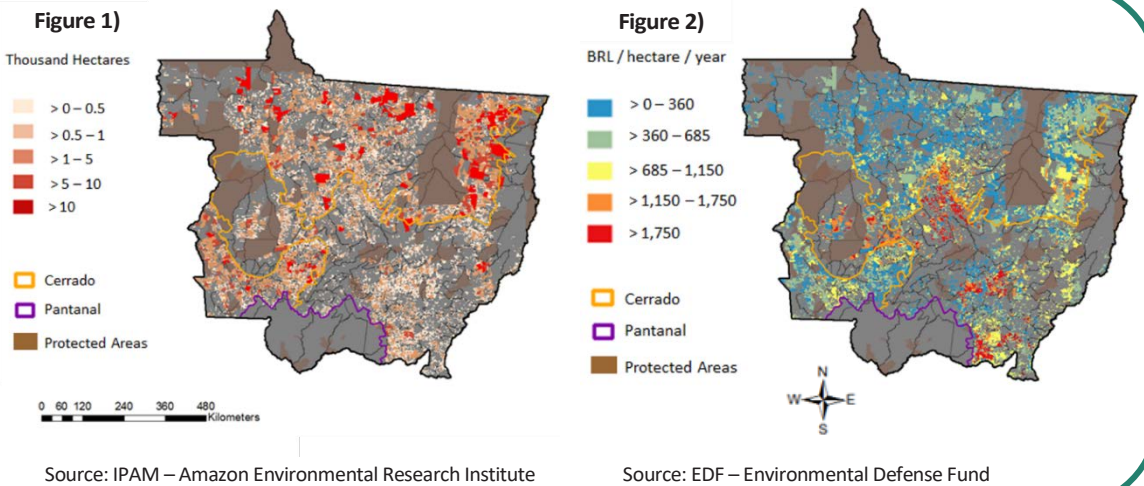 Figure 1)
Thousand Hectares
> 0 – 0.5
> 0.5 – 1
> 1 – 5
> 5 – 10
> 10
Cerrado
Pantanal
Protected Areas
0 60 120 240 360 480
Kilometers
Source: IPAM – Amazon Environmental Research Institute
Figure 2)
BRL / hectare / year
> 0 – 360
> 360 – 685
> 685 – 1,150
> 1,150 – 1,750
> 1,750
Cerrado
Pantanal
Protected Areas
N
W E
S
Source: EDF – Environmental Defense Fund